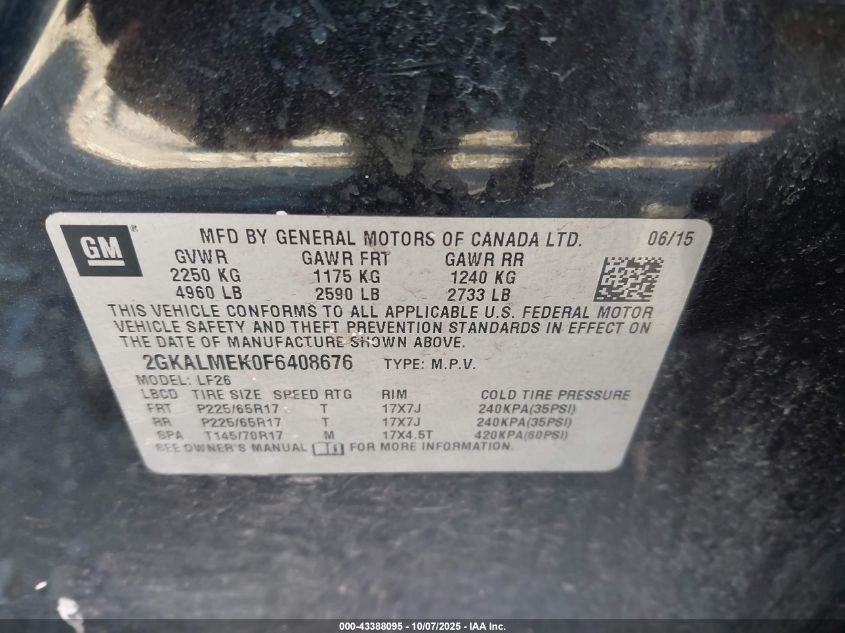 GM ® MFD BY GENERAL MOTORS OF CANADA LTD. 06/15
GVWR GAWR FRT GAWR RR
2250 KG 1175 KG 1240 KG
4960 LB 2590 LB 2733 LB
THIS VEHICLE CONFORMS TO ALL APPLICABLE U.S. FEDERAL MOTOR
VEHICLE SAFETY AND THEFT PREVENTION STANDARDS IN EFFECT ON
THE DATE OF MANUFACTURE SHOWN ABOVE.
2GKALMEK0F6408676 TYPE: M.P.V.
MODEL: LF26
LBCD TIRE SIZE SPEED RTG RIM COLD TIRE PRESSURE
FRT P225/65R17 T 17X7J 240KPA(35PSI)
RR P225/65R17 T 17X7J 240KPA(35PSI)
SPA T145/70R17 M 17X4.5T 420KPA(60PSI)
SEE OWNER'S MANUAL FOR MORE INFORMATION.
000-43388095 - 10/07/2025 - IAA Inc.